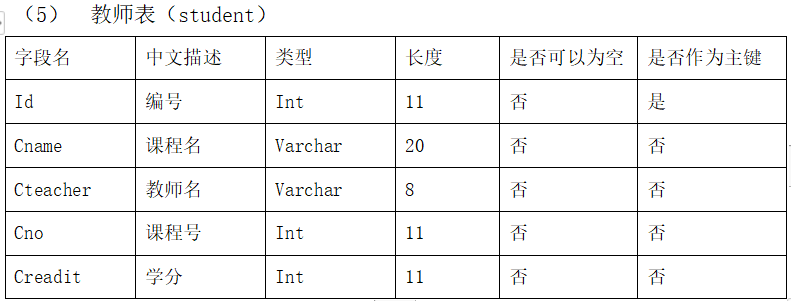 （5） 教师表（student）
字段名 中文描述 类型 长度 是否可以为空 是否作为主键
Id 编号 Int 11 否 是
Cname 课程名 Varchar 20 否 否
Cteacher 教师名 Varchar 8 否 否
Cno 课程号 Int 11 否 否
Creadit 学分 Int 11 否 否